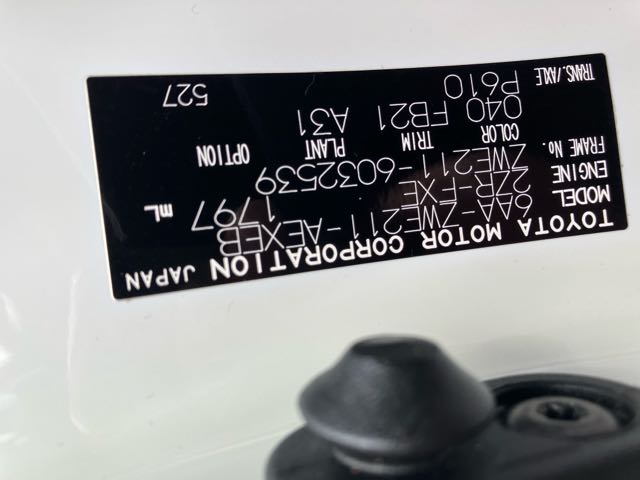 TOYOTA MOTOR CORPORATION JAPAN
MODEL 6AA-ZWE211-AEXEB
ENGINE 2ZR-FXE 1797 mL
FRAME No. ZWE211-6032539
COLOR TRIM PLANT OPTION
040 FB21 A31
TRANS./AXLE P610 527